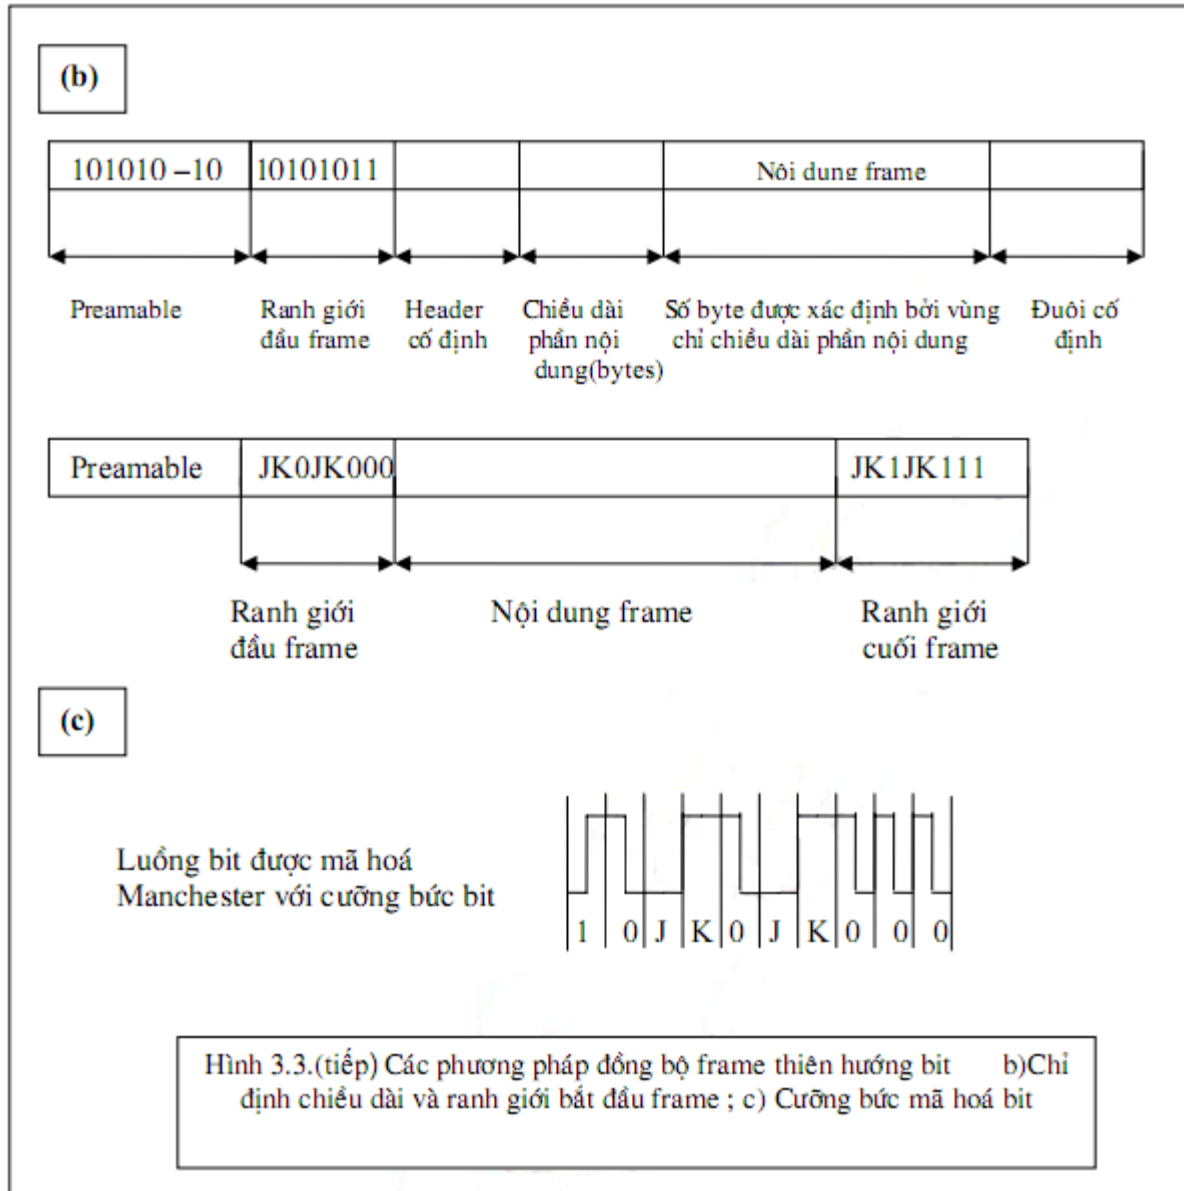 (b)
101010 –10 10101011 Nôi dung frame
Preamable Ranh giới Header Chiều dài Số byte được xác định bởi vùng Đuôi cố
đầu frame cố định phần nội chỉ chiều dài phần nội dung định
dung(bytes)
Preamable JK0JK000 JK1JK111
Ranh giới Nội dung frame Ranh giới
đầu frame cuối frame
(c)
Luồng bit được mã hoá
Manchester với cưỡng bức bit
1 0 J K 0 J K 0 0 0
Hình 3.3.(tiếp) Các phương pháp đồng bộ frame thiên hướng bit b)Chỉ
định chiều dài và ranh giới bắt đầu frame ; c) Cưỡng bức mã hoá bit